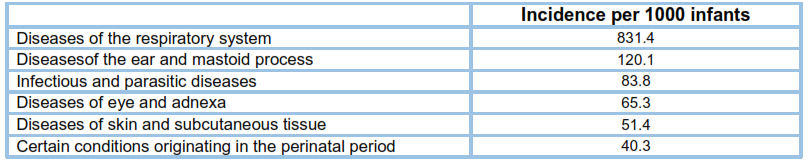 Incidence per 1000 infants
Diseases of the respiratory system 831.4
Diseasesof the ear and mastoid process 120.1
Infectious and parasitic diseases 83.8
Diseases of eye and adnexa 65.3
Diseases of skin and subcutaneous tissue 51.4
Certain conditions originating in the perinatal period 40.3